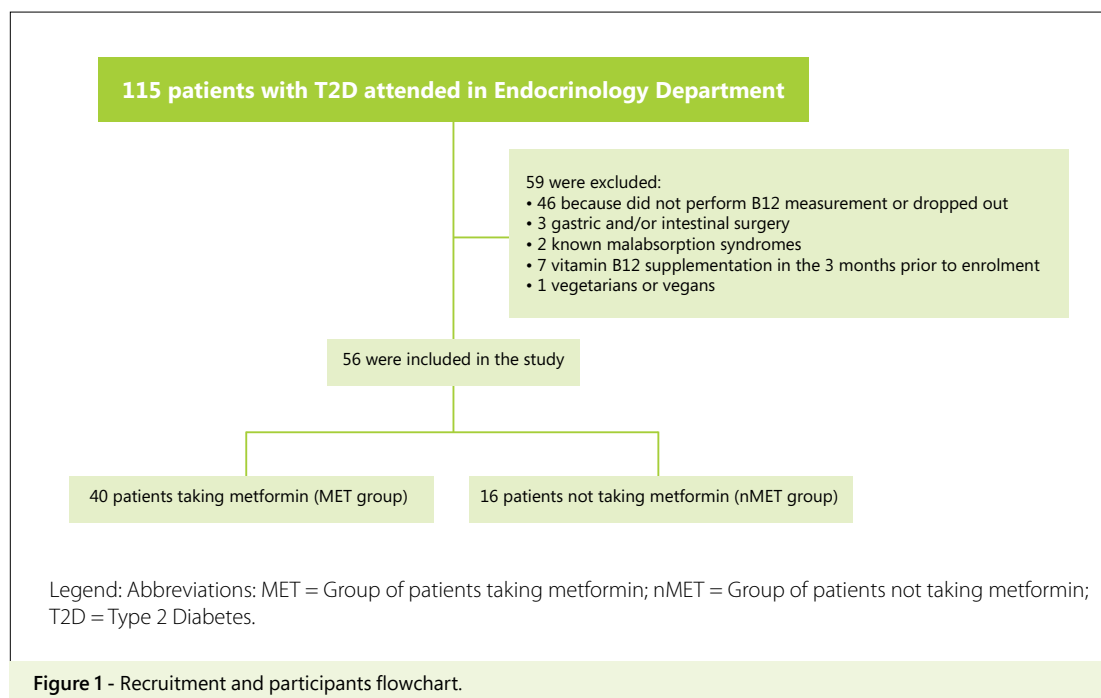 115 patients with T2D attended in Endocrinology Department
59 were excluded:
• 46 because did not perform B12 measurement or dropped out
• 3 gastric and/or intestinal surgery
• 2 known malabsorption syndromes
• 7 vitamin B12 supplementation in the 3 months prior to enrolment
• 1 vegetarians or vegans
56 were included in the study
40 patients taking metformin (MET group)
16 patients not taking metformin (nMET group)
Legend: Abbreviations: MET = Group of patients taking metformin; nMET = Group of patients not taking metformin;
T2D = Type 2 Diabetes.
Figure 1 - Recruitment and participants flowchart.